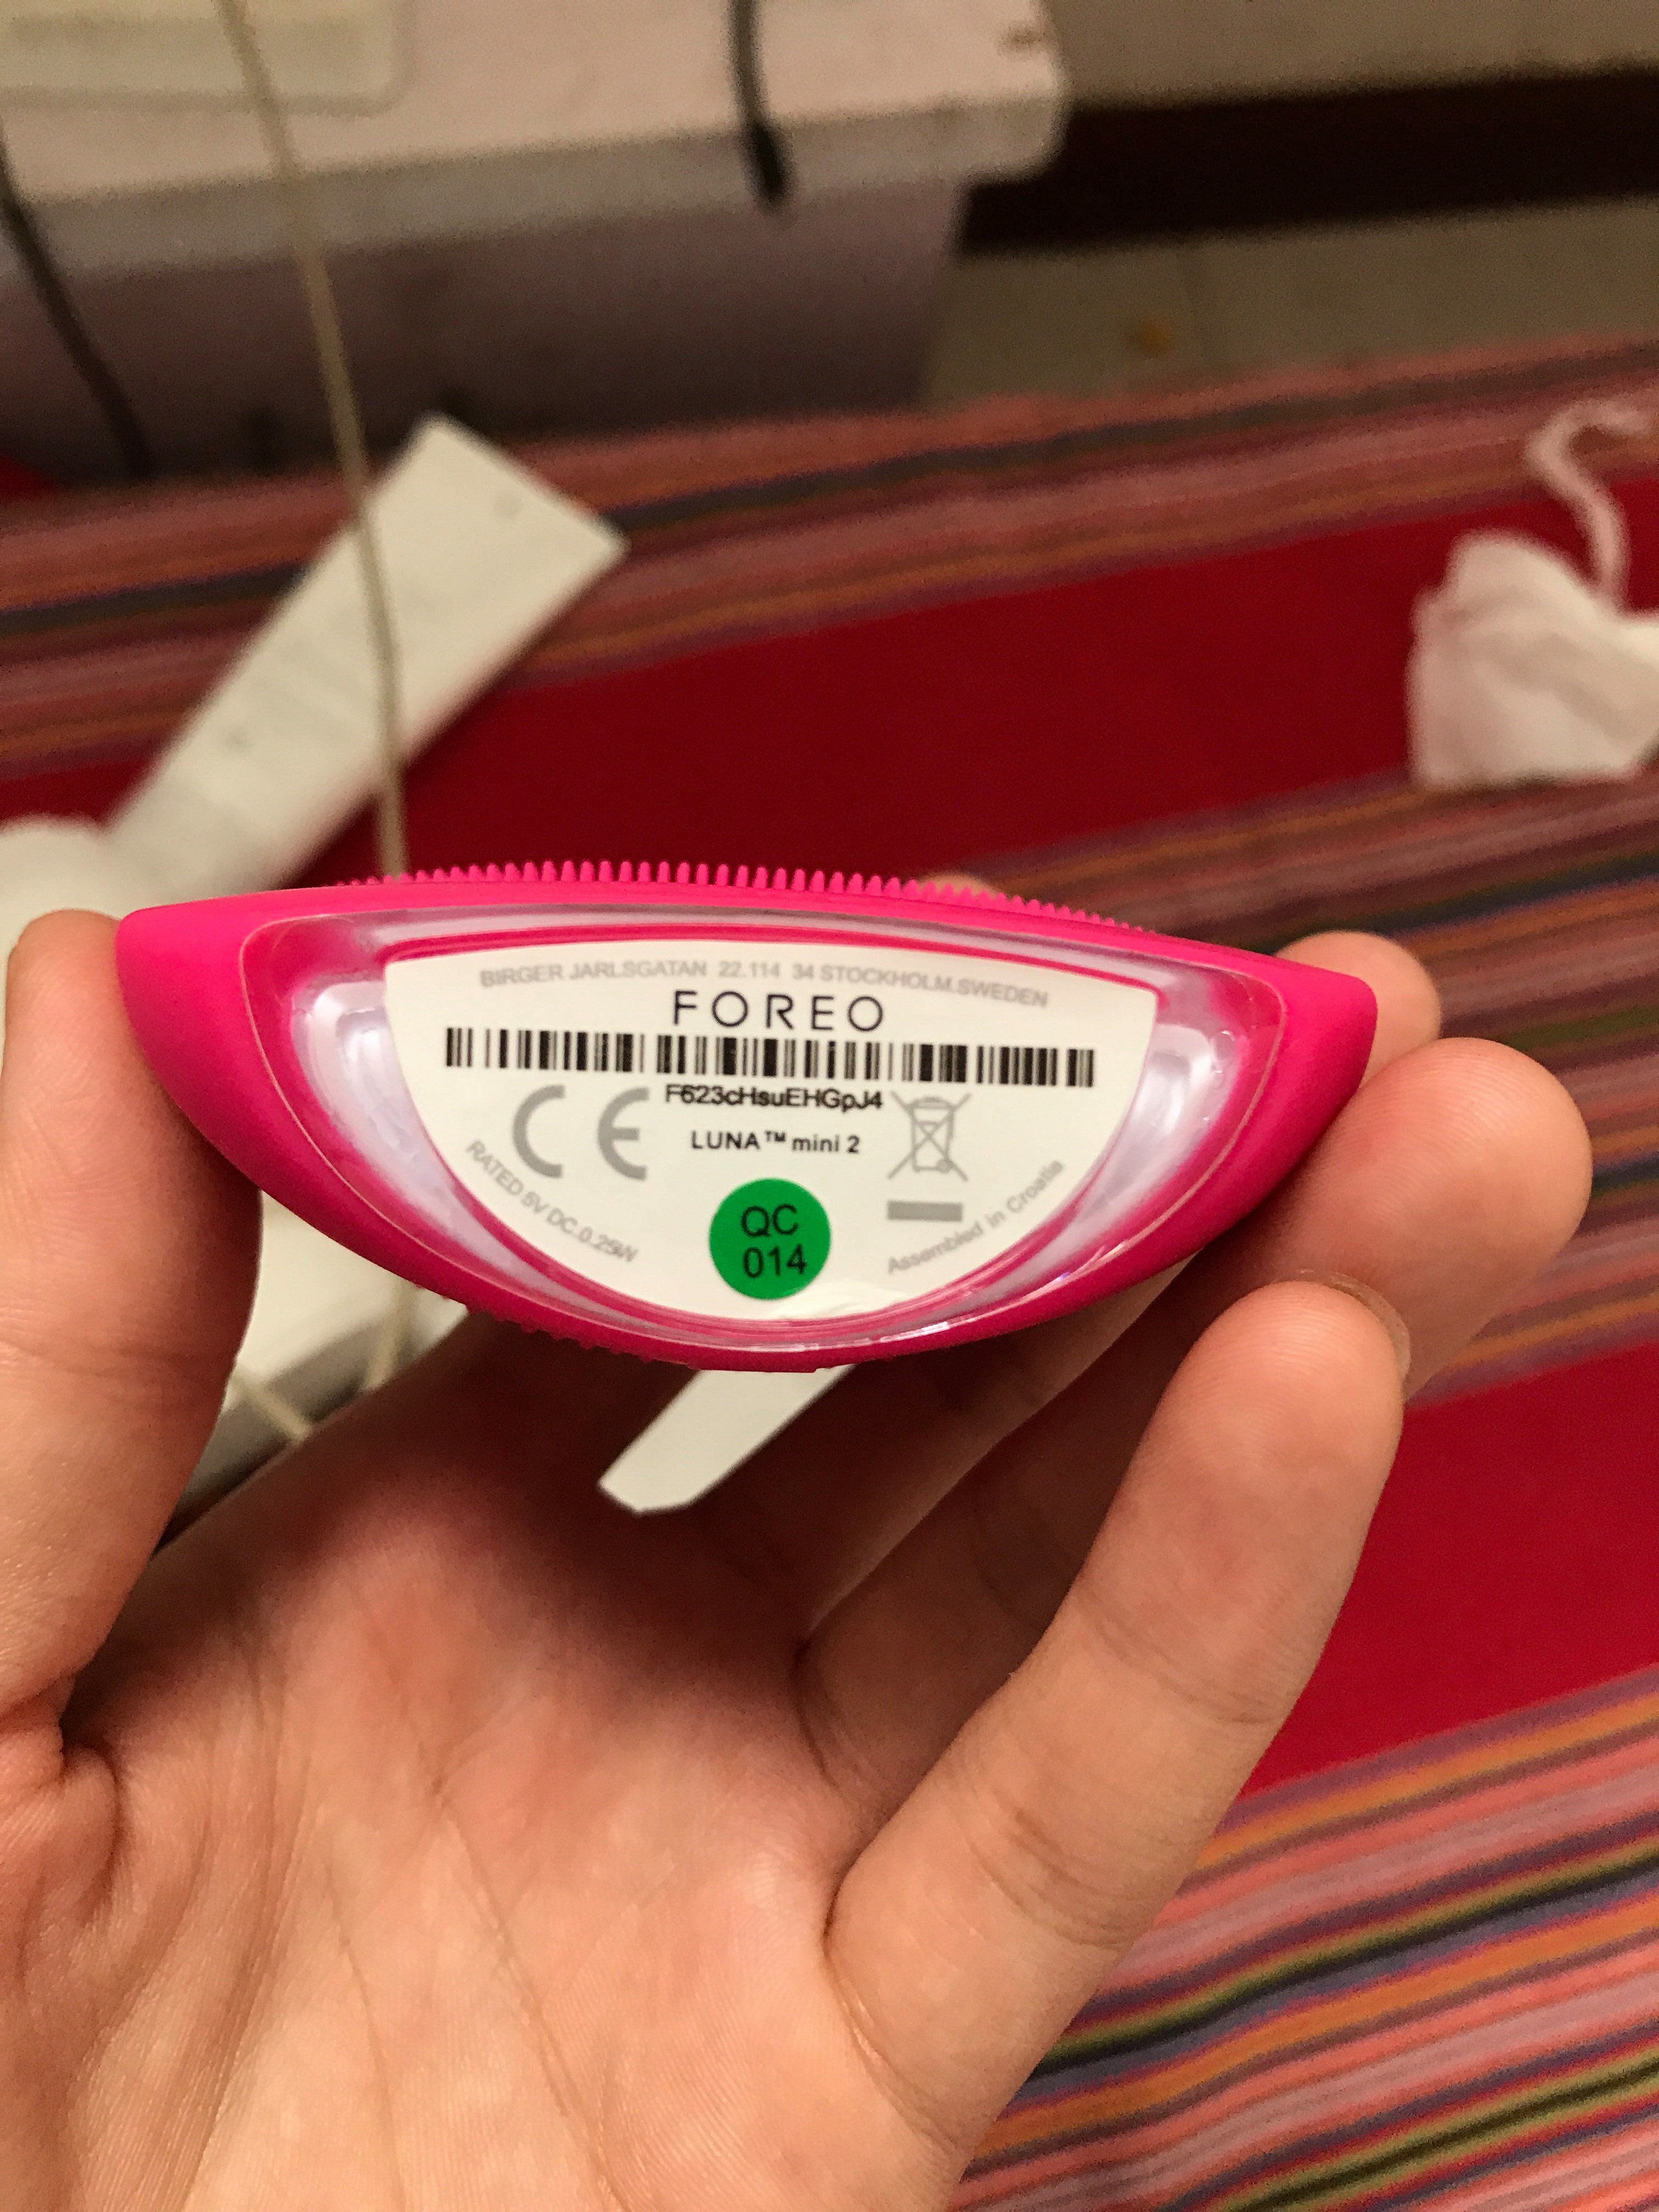 BIRGER JARLSGATAN 22.114 34 STOCKHOLM.SWEDEN
FOREO
F623cHsuEHGpJ4
CE
LUNA™ mini 2
RATED 5V DC.0.25W
QC
014
Assembled in Croatia